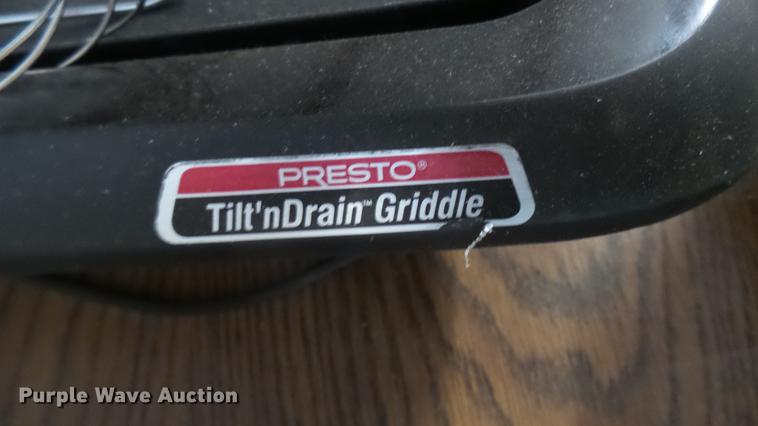 PRESTO®
Tilt'nDrain™ Griddle
Purple Wave Auction